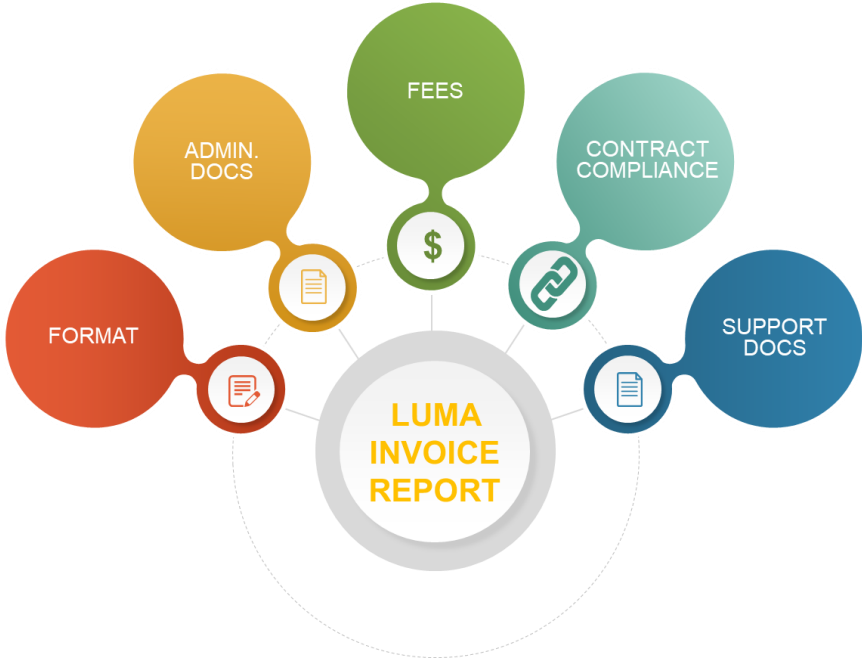 FEES
ADMIN.
DOCS
CONTRACT
COMPLIANCE
FORMAT
SUPPORT
DOCS
$
LUMA
INVOICE
REPORT